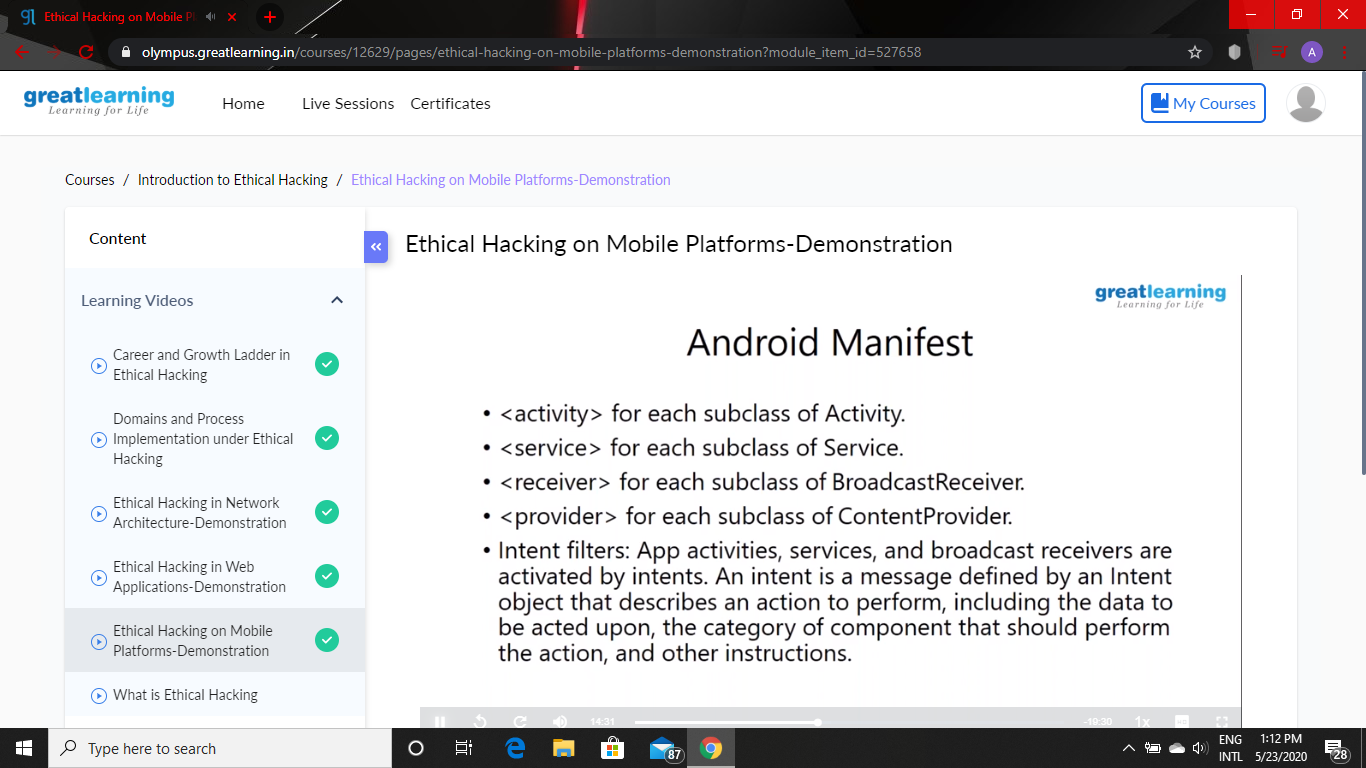 Ethical Hacking on Mobile Pl
olympus.greatlearning.in/courses/12629/pages/ethical-hacking-on-mobile-platforms-demonstration?module_item_id=527658
A
greatlearning
Learning for Life
Home
Live Sessions
Certificates
My Courses
Courses / Introduction to Ethical Hacking / Ethical Hacking on Mobile Platforms-Demonstration
Content
Learning Videos
Career and Growth Ladder in
Ethical Hacking
Domains and Process
Implementation under Ethical
Hacking
Ethical Hacking in Network
Architecture-Demonstration
Ethical Hacking in Web
Applications-Demonstration
Ethical Hacking on Mobile
Platforms-Demonstration
What is Ethical Hacking
Ethical Hacking on Mobile Platforms-Demonstration
greatlearning
Learning for Life
Android Manifest
• <activity> for each subclass of Activity.
• <service> for each subclass of Service.
• <receiver> for each subclass of BroadcastReceiver.
• <provider> for each subclass of ContentProvider.
• Intent filters: App activities, services, and broadcast receivers are
activated by intents. An intent is a message defined by an Intent
object that describes an action to perform, including the data to
be acted upon, the category of component that should perform
the action, and other instructions.
14:31
-19:30
1x
Type here to search
87
ENG
INTL
1:12 PM
5/23/2020
28